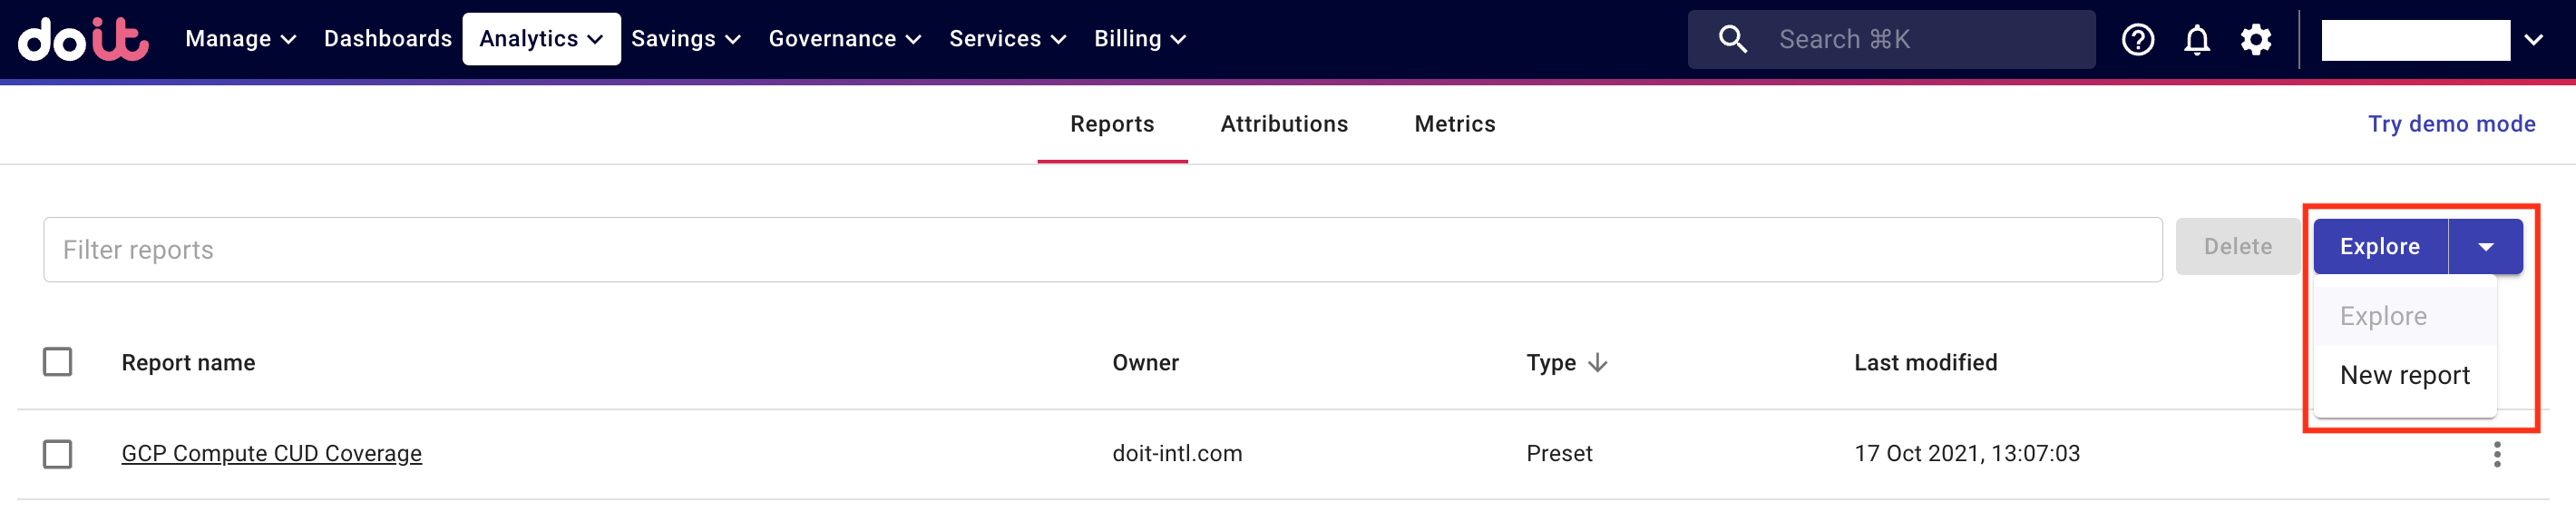 doit Manage Dashboards Analytics Savings Governance Services Billing Search ⌘K
Reports Attributions Metrics Try demo mode
Filter reports Delete Explore
Explore
New report
Report name Owner Type Last modified
GCP Compute CUD Coverage doit-intl.com Preset 17 Oct 2021, 13:07:03